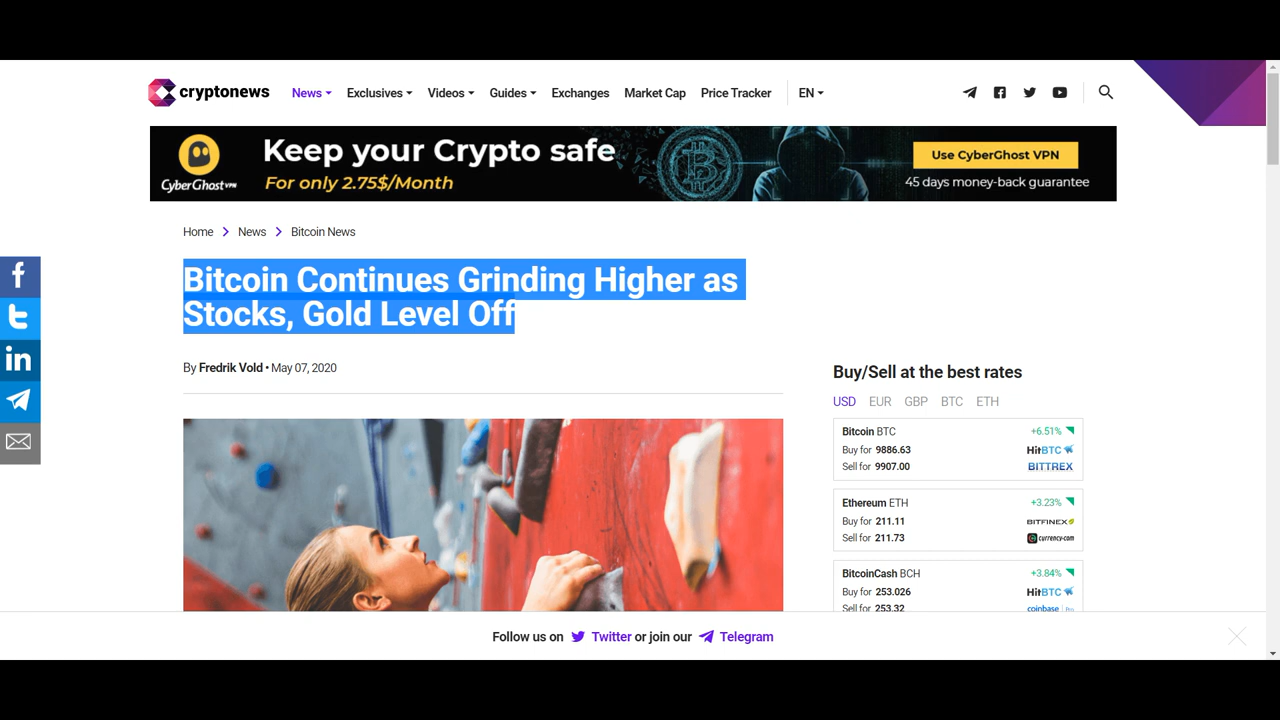 cryptonews
News
Exclusives
Videos
Guides
Exchanges
Market Cap
Price Tracker
EN
CyberGhost VPN
Keep your Crypto safe
For only 2.75$/Month
Use CyberGhost VPN
45 days money-back guarantee
Home > News > Bitcoin News
Bitcoin Continues Grinding Higher as
Stocks, Gold Level Off
By Fredrik Vold • May 07, 2020
Buy/Sell at the best rates
USD EUR GBP BTC ETH
Bitcoin BTC +6.51%
Buy for 9886.63 HitBTC
Sell for 9907.00 BITTREX
Ethereum ETH +3.23%
Buy for 211.11 BITFINEX
Sell for 211.73 currency.com
BitcoinCash BCH +3.84%
Buy for 253.026 HitBTC
Sell for 253.32 coinbase Pro
Follow us on Twitter or join our Telegram